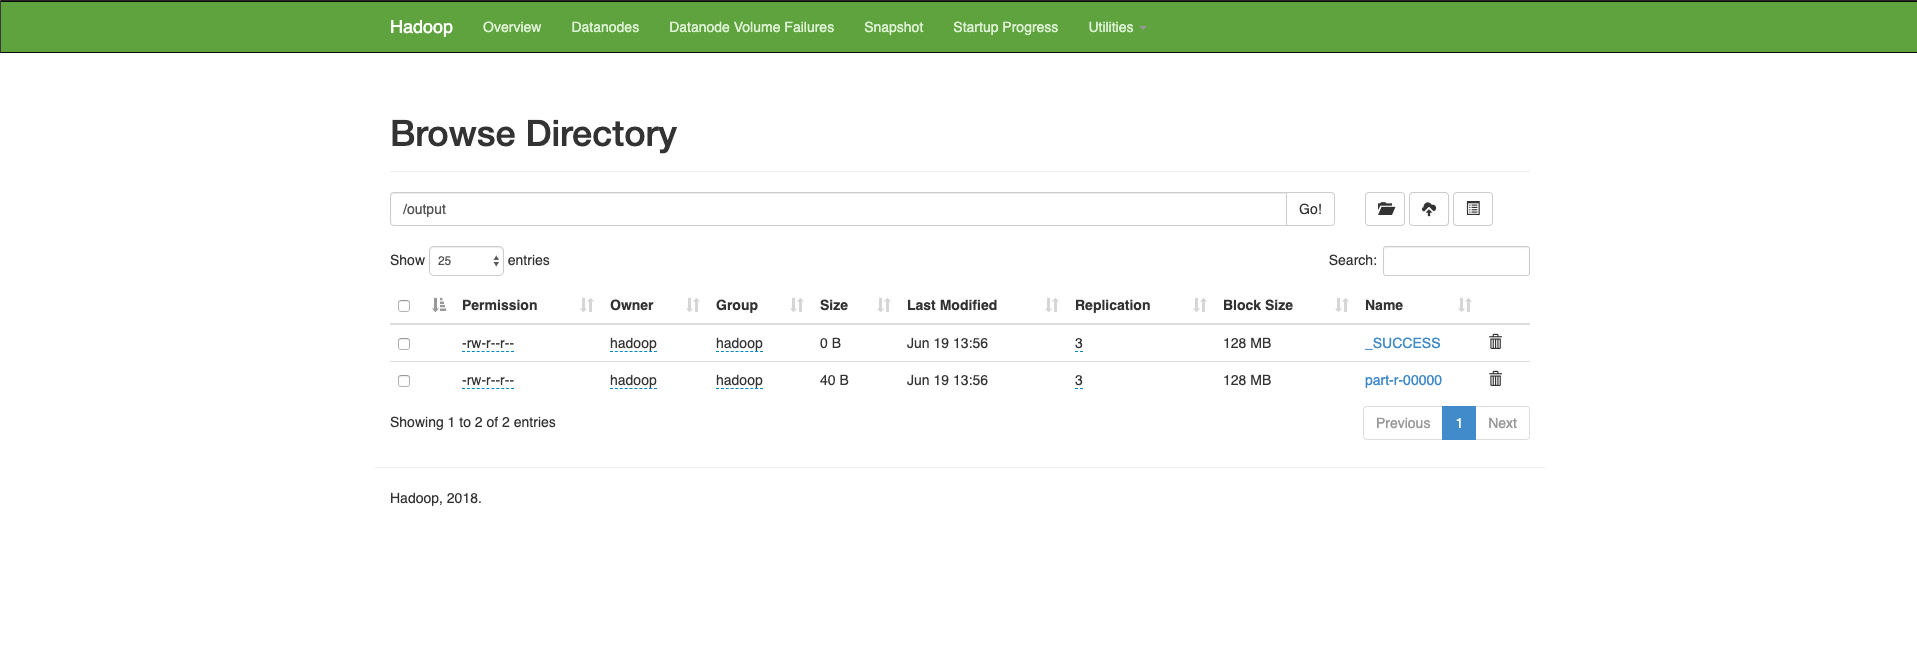 Hadoop Overview Datanodes Datanode Volume Failures Snapshot Startup Progress Utilities
Browse Directory
/output Go!
Show 25 entries Search:
Permission Owner Group Size Last Modified Replication Block Size Name
-rw-r--r-- hadoop hadoop 0 B Jun 19 13:56 3 128 MB _SUCCESS
-rw-r--r-- hadoop hadoop 40 B Jun 19 13:56 3 128 MB part-r-00000
Showing 1 to 2 of 2 entries Previous 1 Next
Hadoop, 2018.